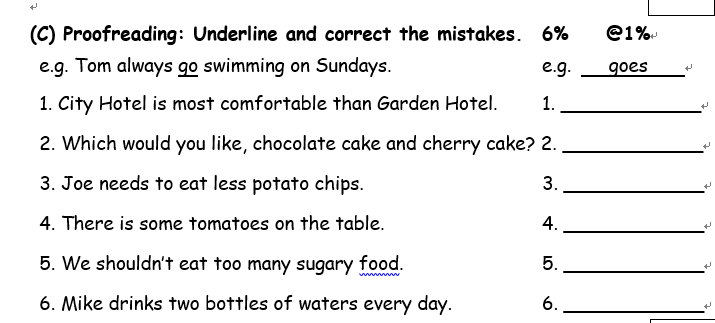 (C) Proofreading: Underline and correct the mistakes. 6% @1%
e.g. Tom always go swimming on Sundays. e.g. goes
1. City Hotel is most comfortable than Garden Hotel. 1.
2. Which would you like, chocolate cake and cherry cake? 2.
3. Joe needs to eat less potato chips. 3.
4. There is some tomatoes on the table. 4.
5. We shouldn't eat too many sugary food. 5.
6. Mike drinks two bottles of waters every day. 6.